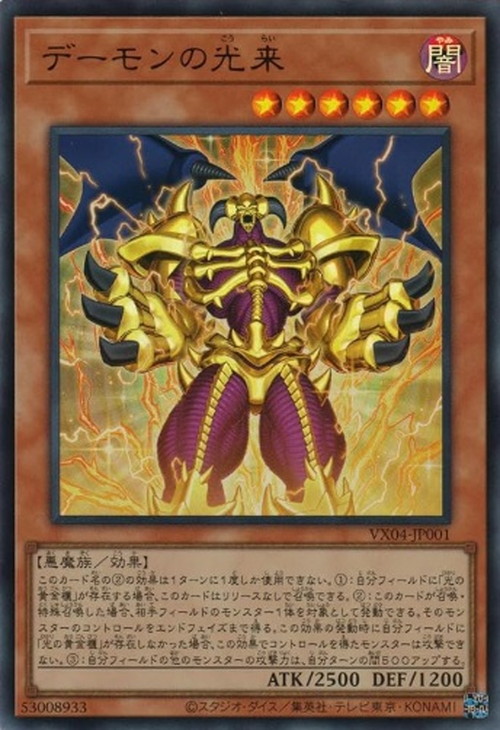 デーモンの光来
こう らい
闇
やみ
VX04-JP001
【悪魔族／効果】
このカード名の②の効果は１ターンに１度しか使用できない。①：自分フィールドに「光の
黄金櫃」が存在する場合、このカードはリリースなしで召喚できる。②：このカードが召喚・
特殊召喚した場合、相手フィールドのモンスター１体を対象として発動できる。そのモン
スターのコントロールをエンドフェイズまで得る。この効果の発動時に自分フィールドに
「光の黄金櫃」が存在しなかった場合、この効果でコントロールを得たモンスターは攻撃で
きない。③：自分フィールドの他のモンスターの攻撃力は、自分ターンの間５００アップする。
ATK/2500 DEF/1200
53008933 ©スタジオ・ダイス／集英社・テレビ東京・KONAMI